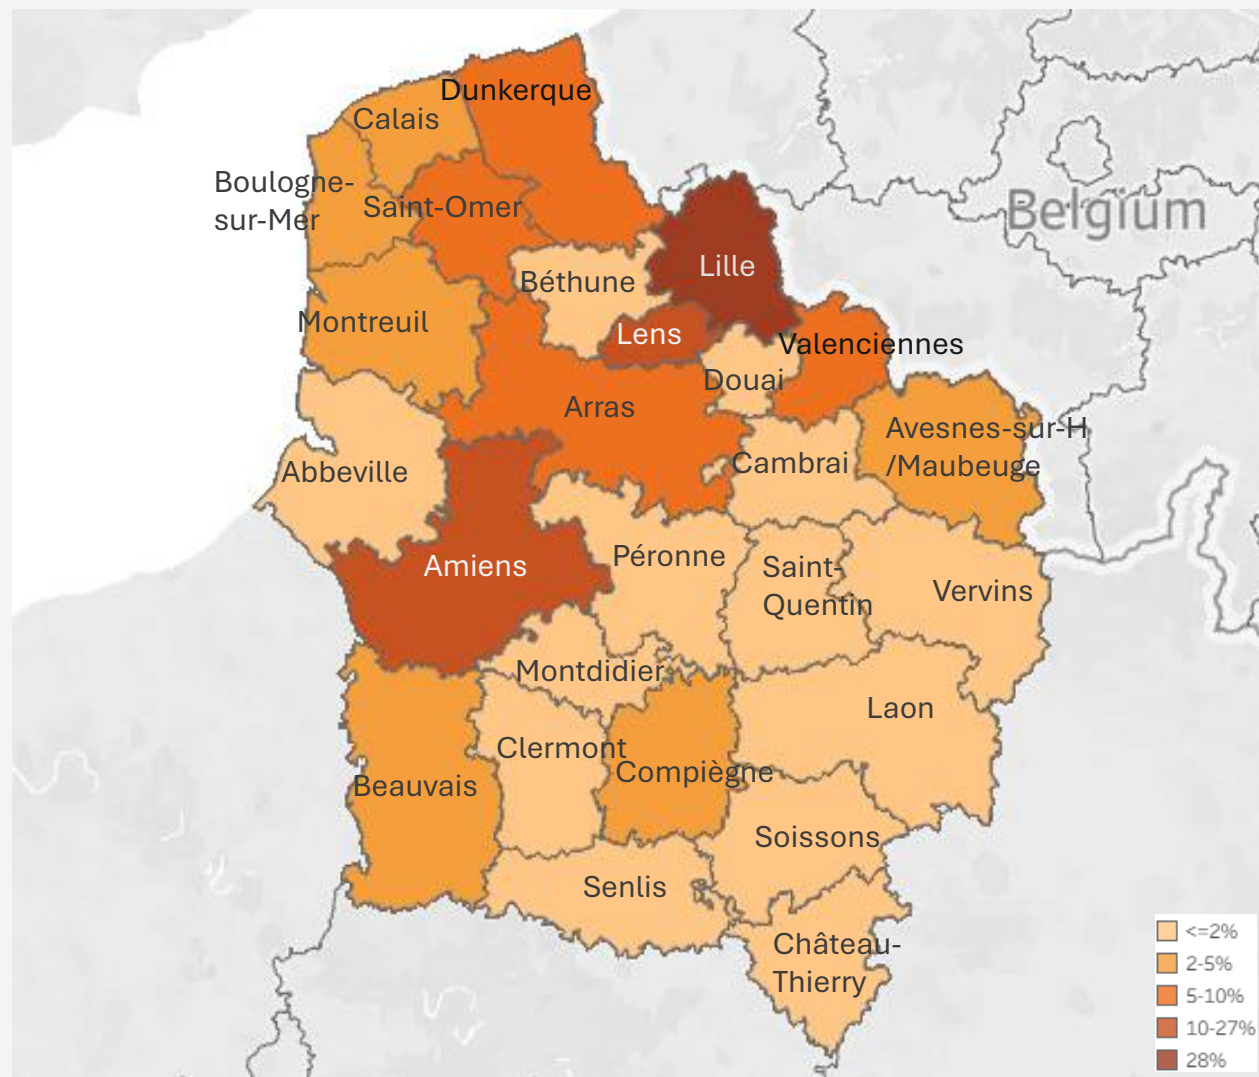 Dunkerque
Calais
Boulogne-
sur-Mer
Saint-Omer
Belgium
Lille
Béthune
Montreuil
Lens
Valenciennes
Douai
Arras
Avesnes-sur-H
/Maubeuge
Cambrai
Abbeville
Péronne
Amiens
Saint-
Quentin
Vervins
Montdidier
Laon
Clermont
Compiègne
Beauvais
Soissons
Senlis
Château-
Thierry
<=2%
2-5%
5-10%
10-27%
28%